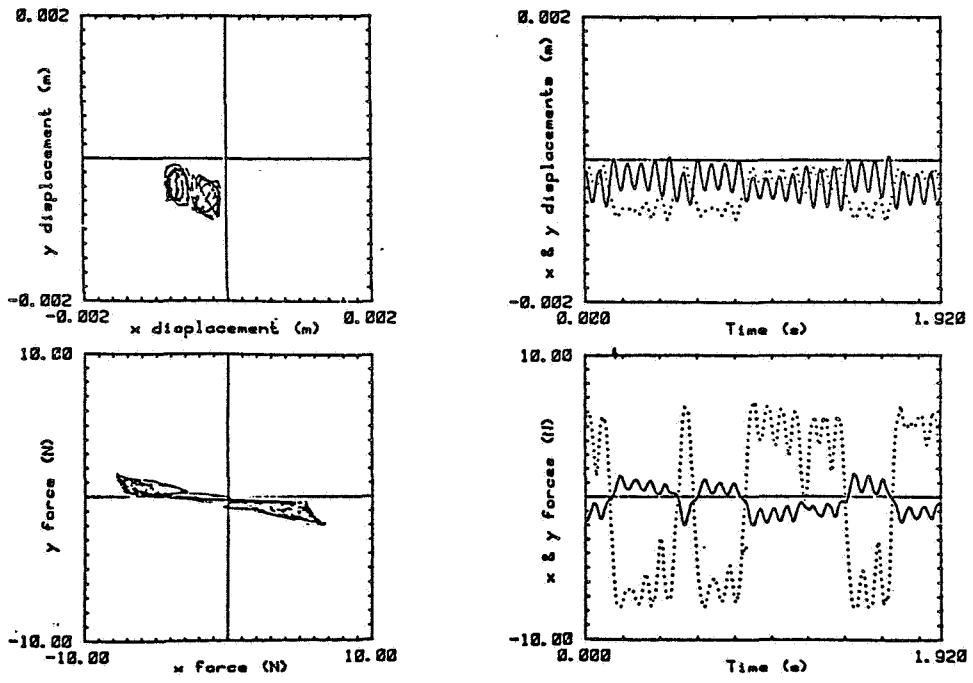 0.002
y displacement (m)
-0.002
-0.002
x displacement (m)
0.002
0.002
x & y displacements (m)
-0.002
0.000
Time (s)
1.920
10.00
y force (N)
-10.00
-10.00
x force (N)
10.00
10.00
x & y forces (N)
-10.00
0.000
Time (s)
1.920